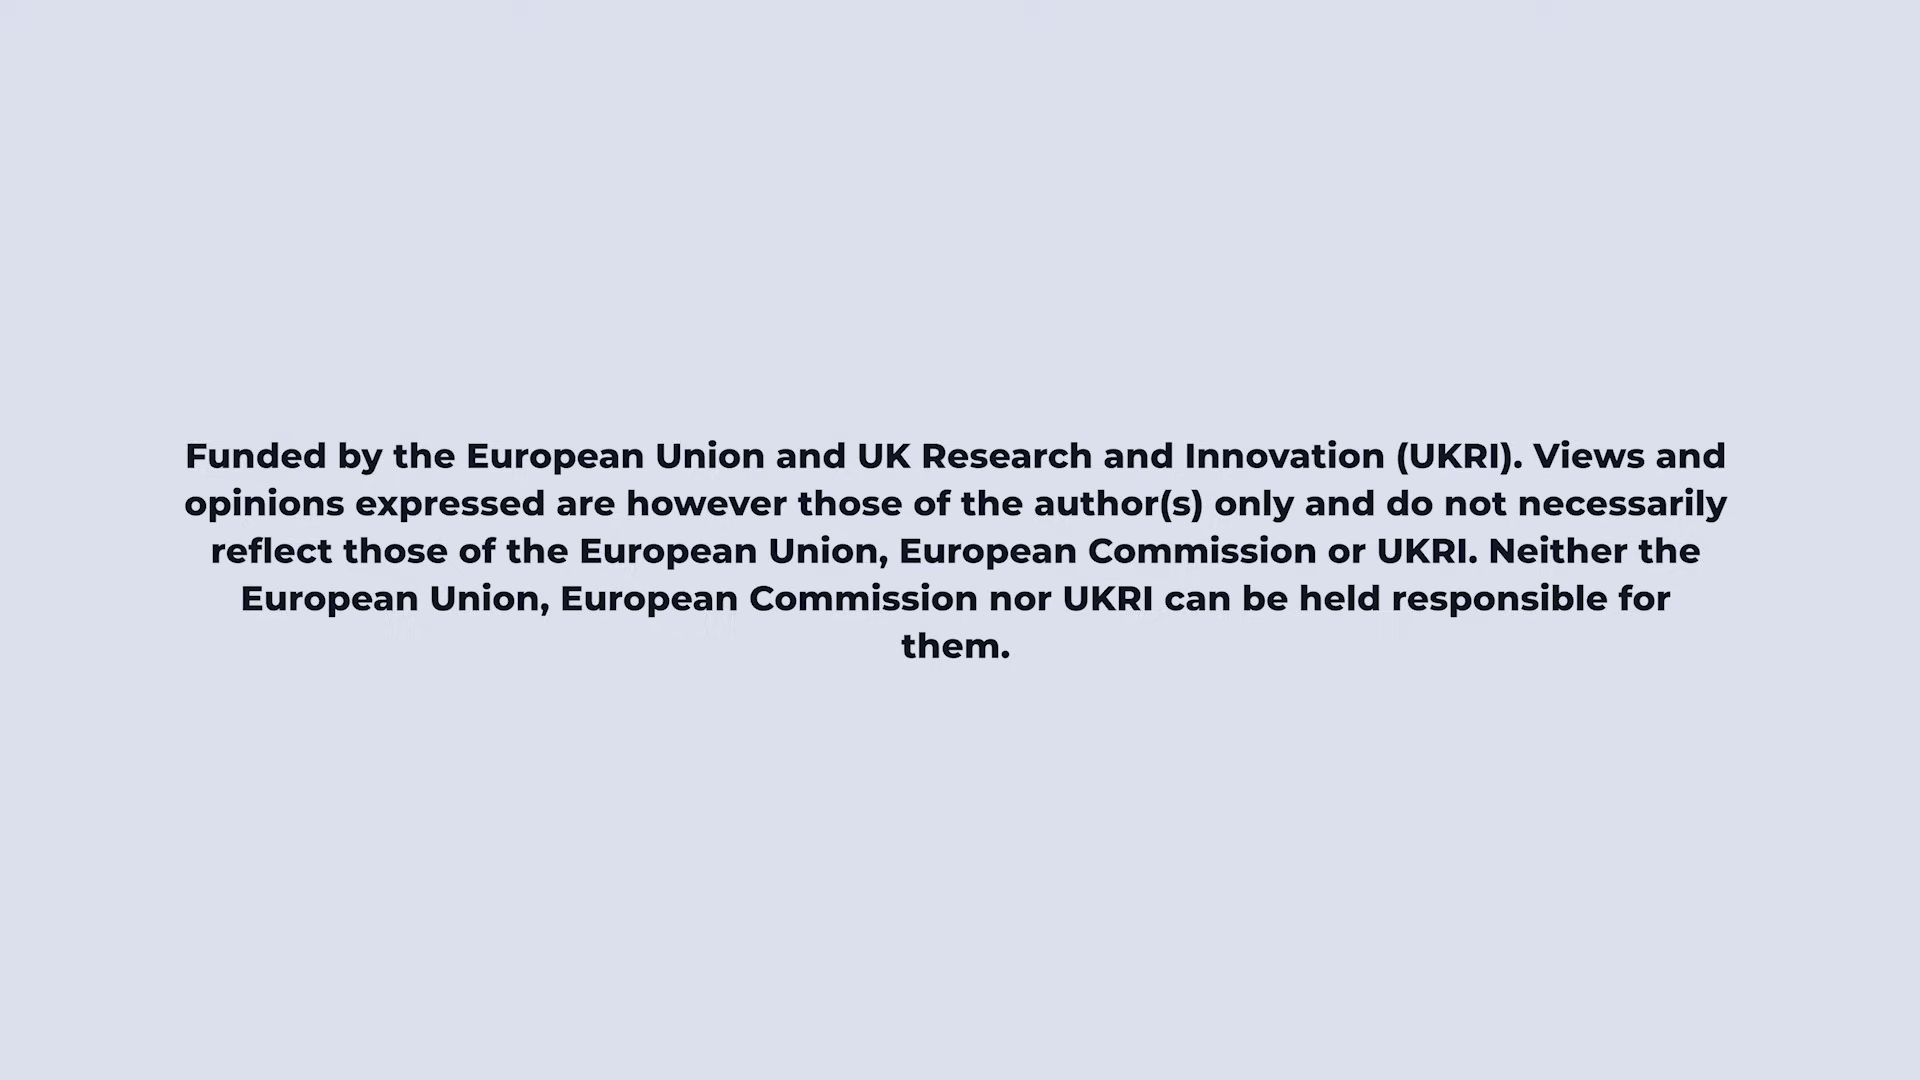 Funded by the European Union and UK Research and Innovation (UKRI). Views and
opinions expressed are however those of the author(s) only and do not necessarily
reflect those of the European Union, European Commission or UKRI. Neither the
European Union, European Commission nor UKRI can be held responsible for
them.